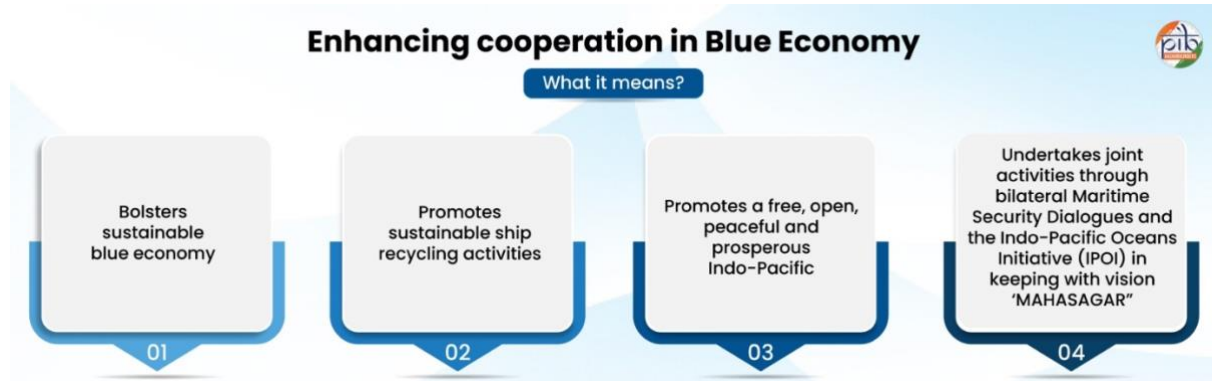 Enhancing cooperation in Blue Economy
What it means?
Bolsters
sustainable
blue economy
01
Promotes
sustainable ship
recycling activities
02
Promotes a free, open,
peaceful and
prosperous
Indo-Pacific
03
Undertakes joint
activities through
bilateral Maritime
Security Dialogues and
the Indo-Pacific Oceans
Initiative (IPOI) in
keeping with vision
‘MAHASAGAR”
04